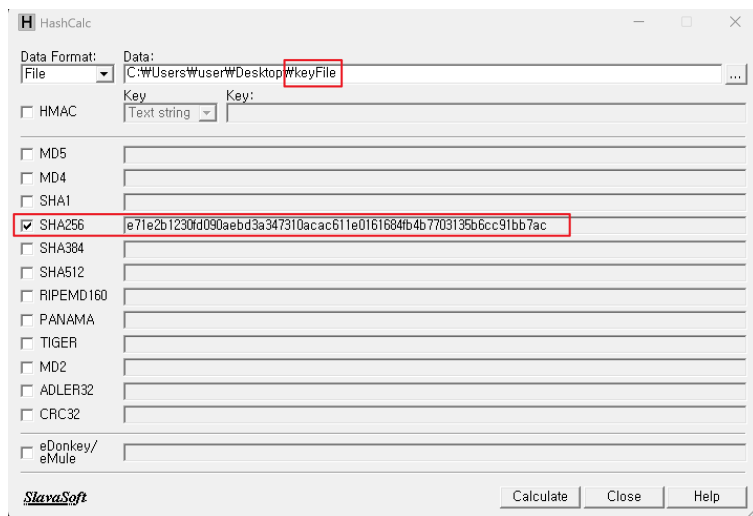 H HashCalc
Data Format: Data:
File C:₩Users₩user₩Desktop₩keyFile ...
Key Key:
HMAC Text string
MD5
MD4
SHA1
SHA256 e71e2b1230fd090aebd3a347310acac611e0161684fb4b7703135b6cc91bb7ac
SHA384
SHA512
RIPEMD160
PANAMA
TIGER
MD2
ADLER32
CRC32
eDonkey/
eMule
SlavaSoft Calculate Close Help